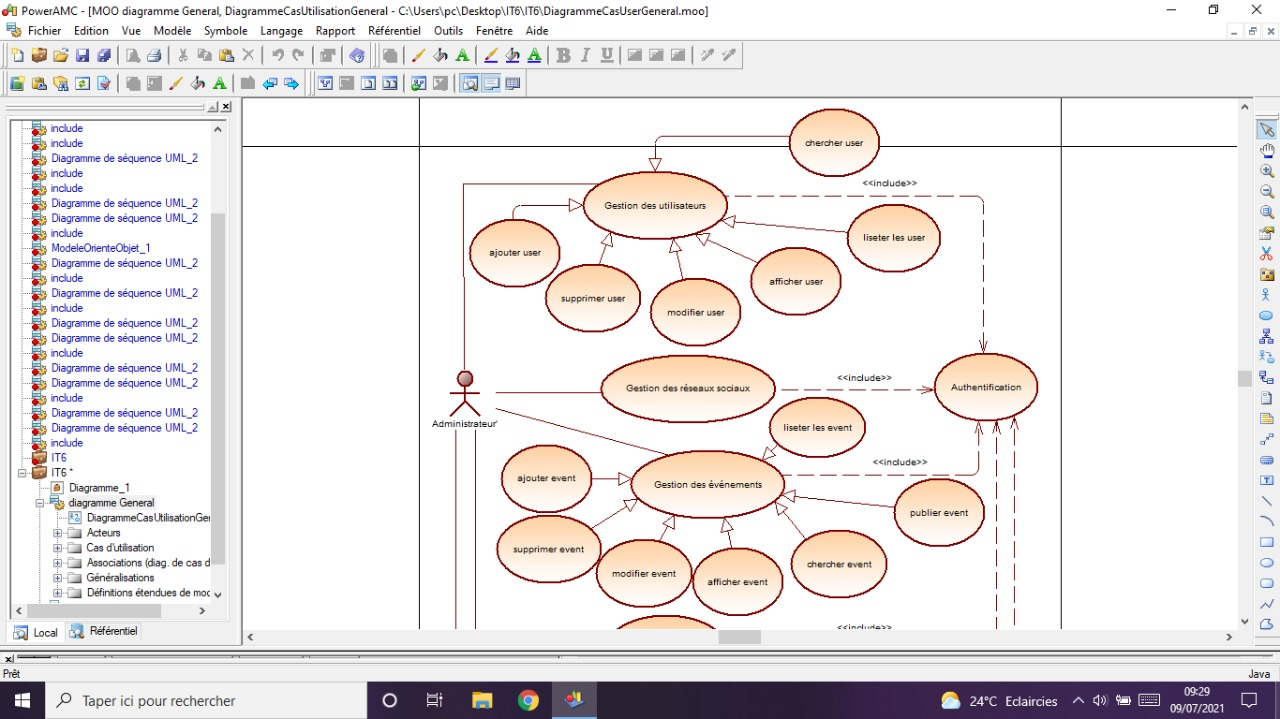 PowerAMC - [MOO diagramme General, DiagrammeCasUtilisationGeneral - C:\Users\pc\Desktop\IT6\IT6\DiagrammeCasUserGeneral.moo]
Fichier Edition Vue Modèle Symbole Langage Rapport Référentiel Outils Fenêtre Aide
include
include
Diagramme de séquence UML_2
include
include
Diagramme de séquence UML_2
Diagramme de séquence UML_2
include
ModeleOrienteObjet_1
Diagramme de séquence UML_2
include
Diagramme de séquence UML_2
include
Diagramme de séquence UML_2
Diagramme de séquence UML_2
include
Diagramme de séquence UML_2
Diagramme de séquence UML_2
include
Diagramme de séquence UML_2
Diagramme de séquence UML_2
include
IT6
IT6 *
Diagramme_1
diagramme General
DiagrammeCasUtilisationGe
Acteurs
Cas d'utilisation
Associations (diag. de cas d
Généralisations
Définitions étendues de mo
Local Référentiel
chercher user
<<include>>
Gestion des utilisateurs
liseter les user
ajouter user
afficher user
supprimer user
modifier user
<<include>>
Gestion des réseaux sociaux
Authentification
Administrateur'
liseter les event
<<include>>
ajouter event
Gestion des événements
publier event
supprimer event
chercher event
modifier event
afficher event
<<include>>
Prêt
Java
Taper ici pour rechercher
24°C Eclaircies
09:29
09/07/2021